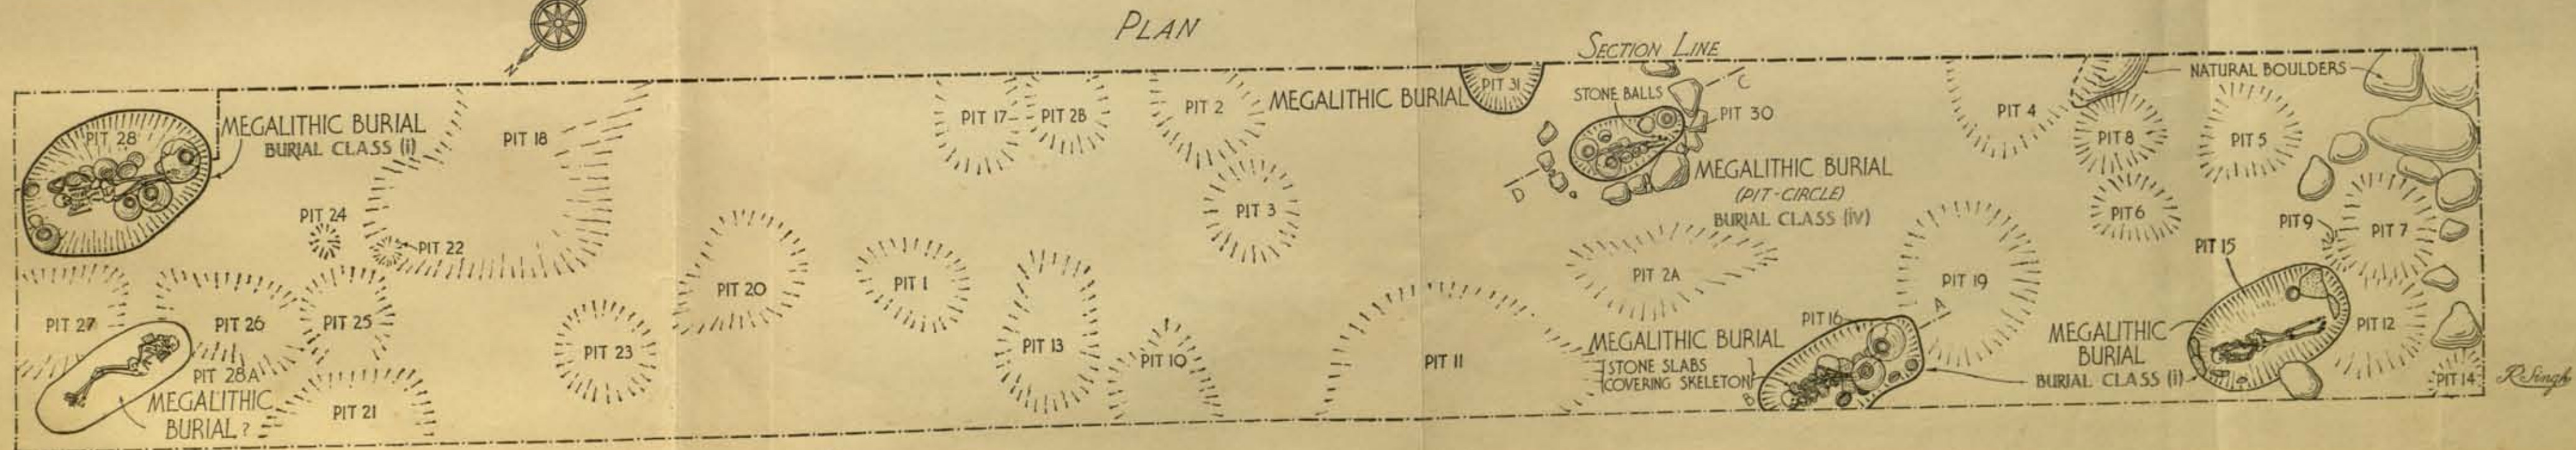 PLAN
SECTION LINE
N
PIT 28
MEGALITHIC BURIAL
BURIAL CLASS (i)
PIT 18
PIT 24
PIT 22
PIT 27
PIT 26
PIT 25
PIT 28A
MEGALITHIC
BURIAL ?
PIT 21
PIT 23
PIT 20
PIT 17
PIT 2B
PIT 2
PIT 1
PIT 3
PIT 13
PIT 10
PIT 11
MEGALITHIC BURIAL
PIT 31
STONE BALLS
C
PIT 30
D
MEGALITHIC BURIAL
(PIT-CIRCLE)
BURIAL CLASS (iv)
PIT 2A
PIT 19
A
PIT 16
MEGALITHIC BURIAL
STONE SLABS
COVERING SKELETON
B
NATURAL BOULDERS
PIT 4
PIT 8
PIT 5
PIT 6
PIT 9
PIT 7
PIT 15
MEGALITHIC
BURIAL
BURIAL CLASS (i)
PIT 12
PIT 14
R. Singh